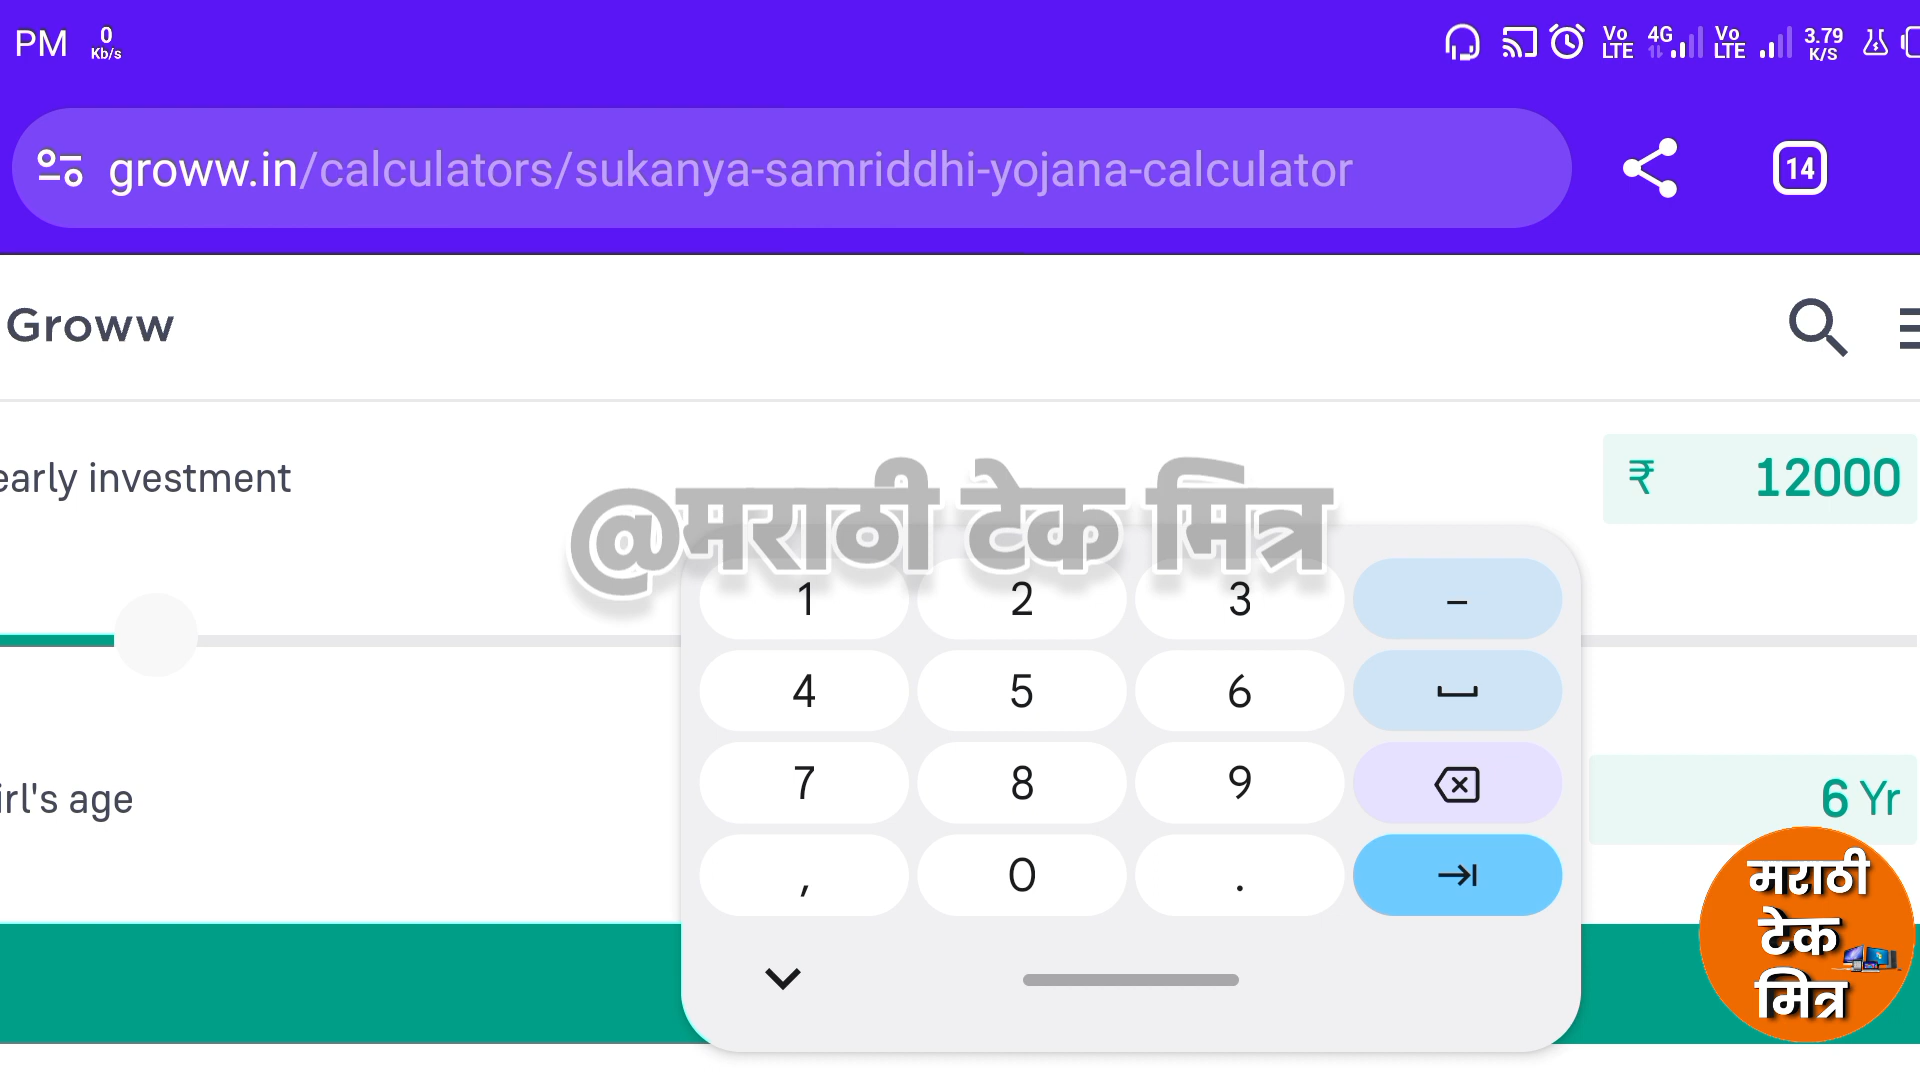 PM 0 Kb/s Vo LTE 4G Vo LTE 3.79 K/S
groww.in/calculators/sukanya-samriddhi-yojana-calculator 14
Groww
early investment ₹ 12000
@मराठी टेक मित्र
1 2 3 –
4 5 6
7 8 9
irl's age 6 Yr
, 0 .
मराठी
टेक
मित्र